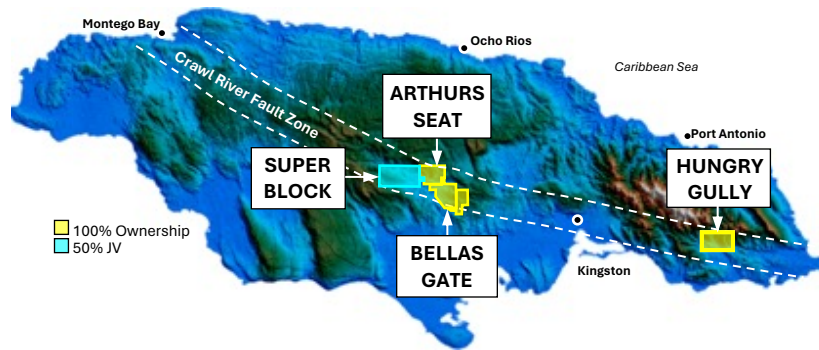 Montego Bay
Ocho Rios
Caribbean Sea
Crawl River Fault Zone
ARTHURS
SEAT
Port Antonio
SUPER
BLOCK
HUNGRY
GULLY
100% Ownership
50% JV
BELLAS
GATE
Kingston